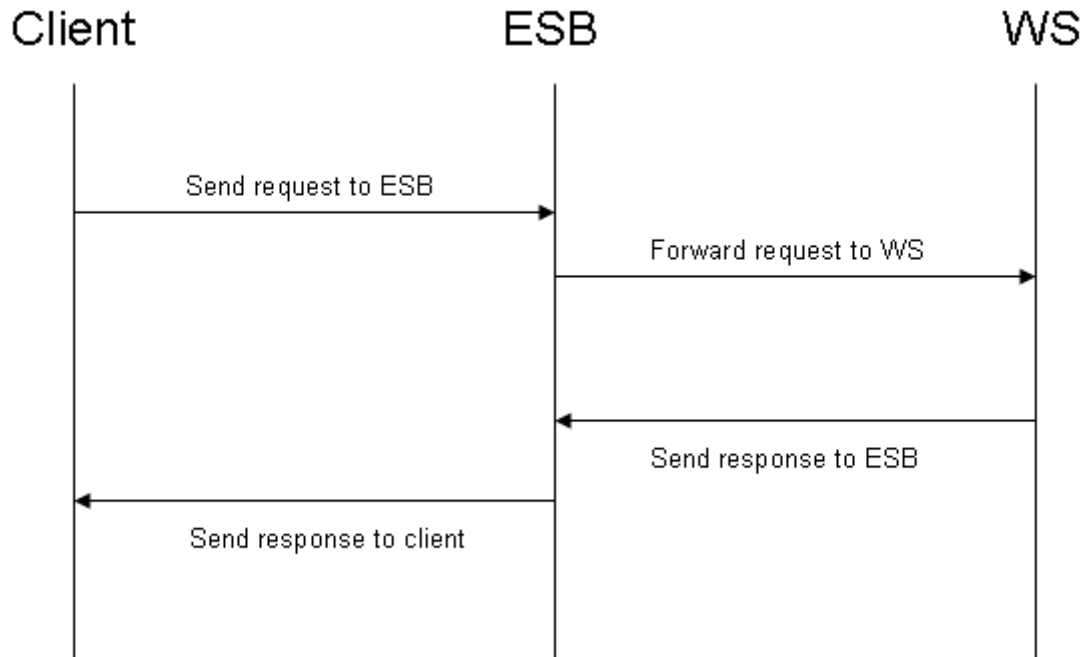 Client
ESB
WS
Send request to ESB
Forward request to WS
Send response to ESB
Send response to client